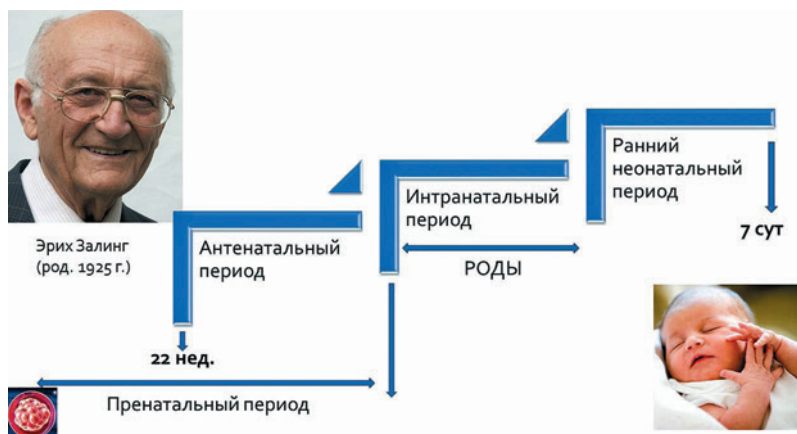 Эрих Залинг
(род. 1925 г.)
Антенатальный
период
22 нед.
Пренатальный период
Интранатальный
период
РОДЫ
Ранний
неонатальный
период
7 сут